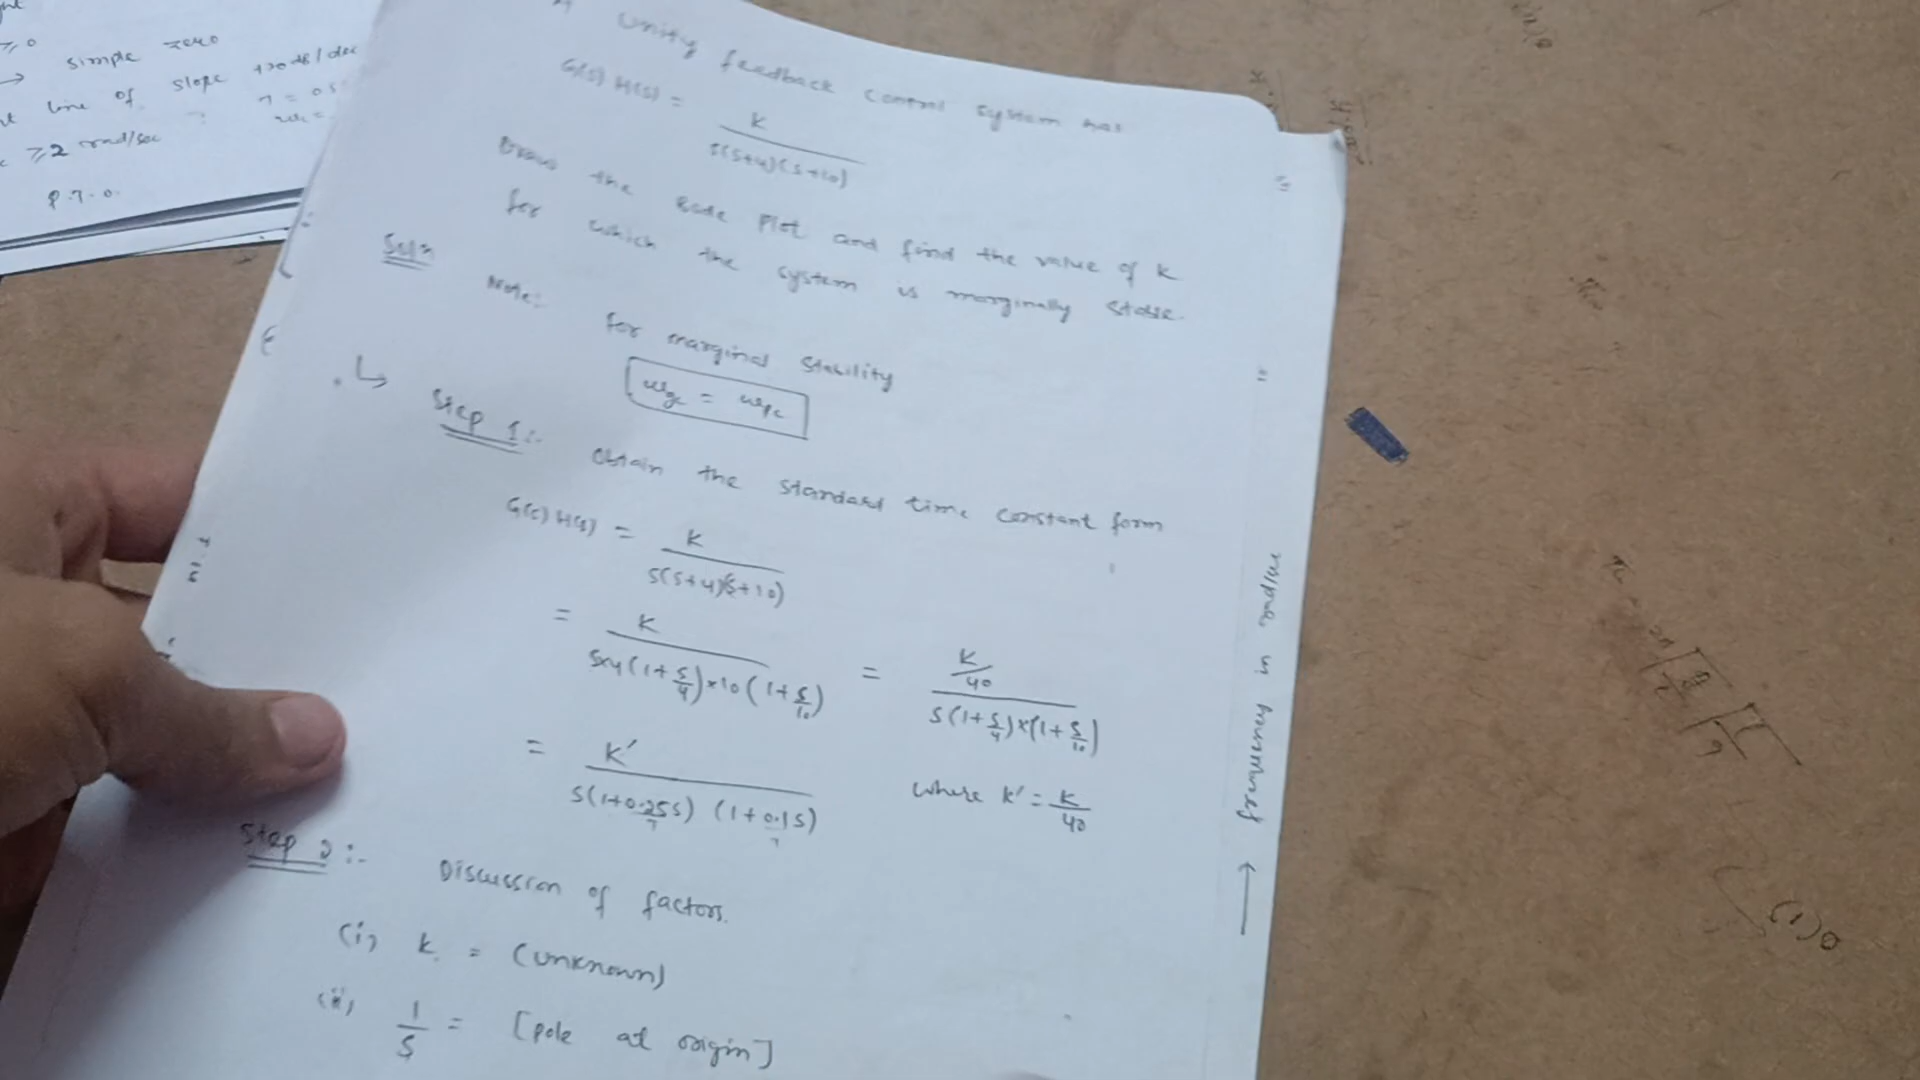 simple zero
line of slope +20 dB/dec
≥2 rad/sec
P.T.O.
A Unity feedback control system has
G(s) H(s) = K / s(s+4)(s+10)
Draw the Bode Plot and find the value of K
for which the system is marginally stable.
Soln
Note: for marginal stability
ωgc = ωpc
Step 1:- Obtain the standard time constant form
G(s) H(s) = K / s(s+4)(s+10)
= K / s×4(1+s/4)×10(1+s/10) = K/40 / s(1+s/4)×(1+s/10)
= K' / s(1+0.25s) (1+0.1s) where K' = K/40
Step 2:- Discussion of factors.
(i) K = (unknown)
(ii) 1/s = [pole at origin]
→ frequency in rad/sec